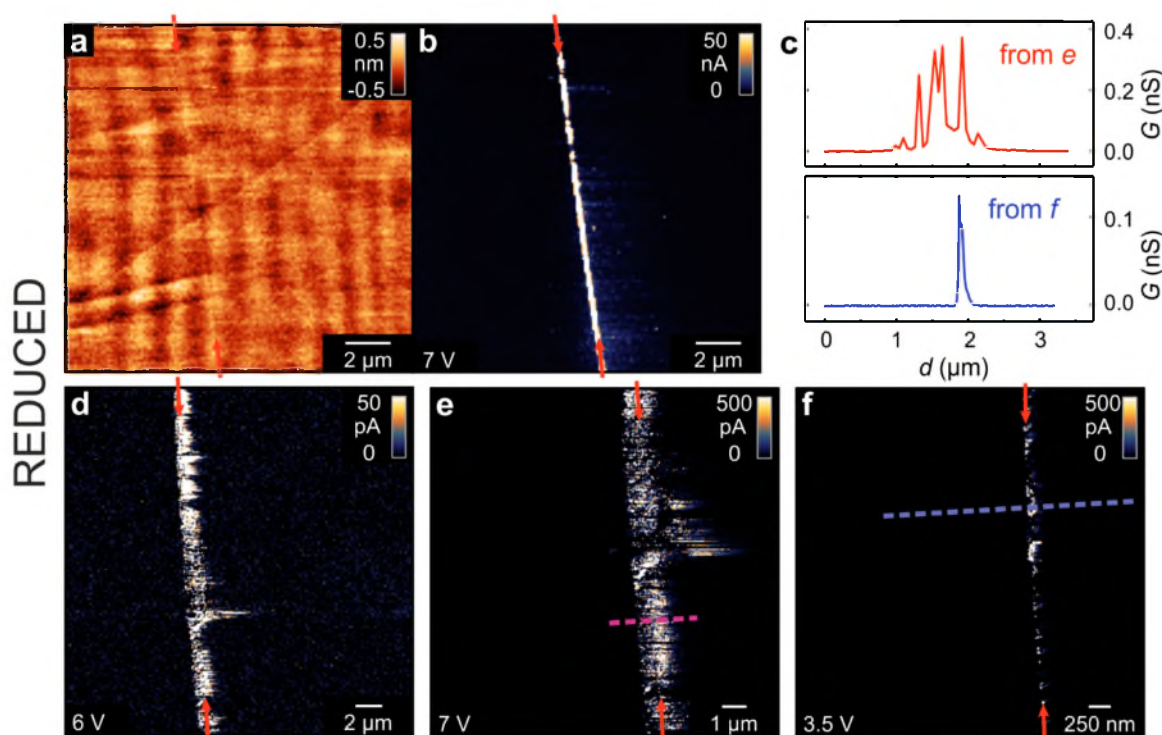 REDUCED
a
0.5
nm
-0.5
2 µm
b
50
nA
0
7 V
2 µm
c
from e
0.4
0.2
0.0
G (nS)
from f
0.1
0.0
G (nS)
0 1 2 3
d (µm)
d
50
pA
0
6 V
2 µm
e
500
pA
0
7 V
1 µm
f
500
pA
0
3.5 V
250 nm